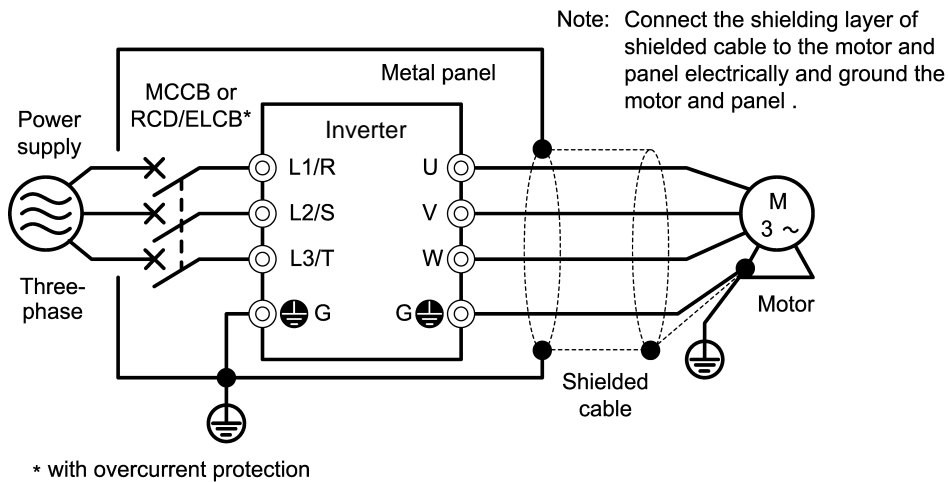 Note: Connect the shielding layer of
shielded cable to the motor and
panel electrically and ground the
motor and panel .
Metal panel
MCCB or
RCD/ELCB*
Power
supply
Inverter
L1/R
U
L2/S
V
M
3 ~
L3/T
W
Three-
phase
G
G
Motor
Shielded
cable
* with overcurrent protection